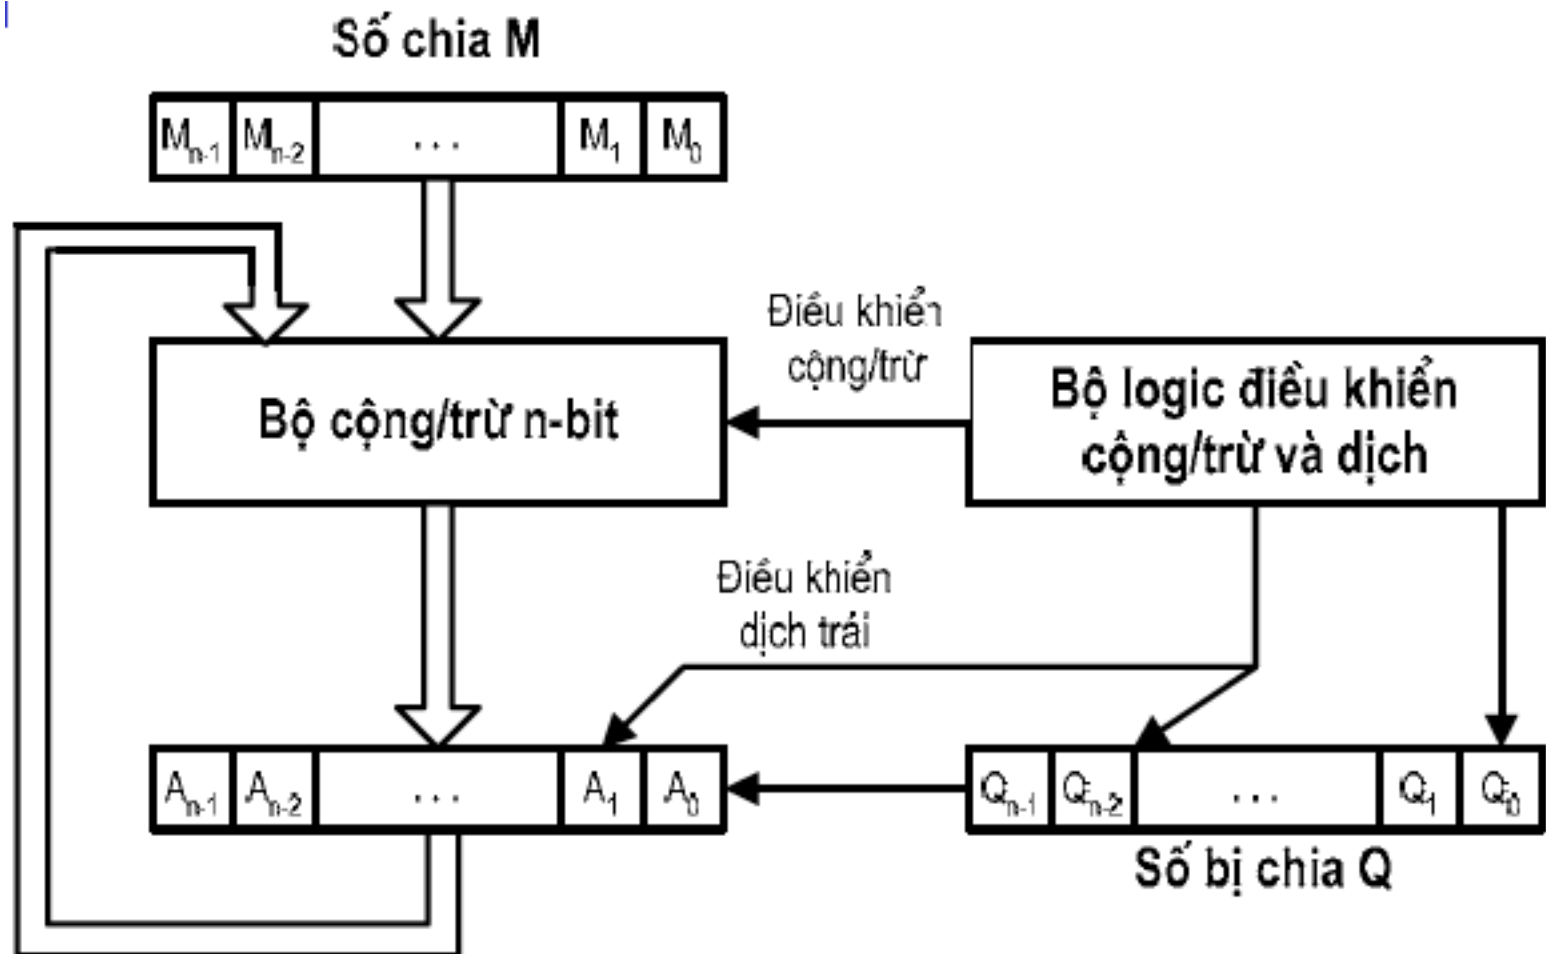 Số chia M
Mn-1 Mn-2 ... M1 M0
Điều khiển
cộng/trừ
Bộ cộng/trừ n-bit
Bộ logic điều khiển
cộng/trừ và dịch
Điều khiển
dịch trái
An-1 An-2 ... A1 A0
Qn-1 Qn-2 ... Q1 Q0
Số bị chia Q